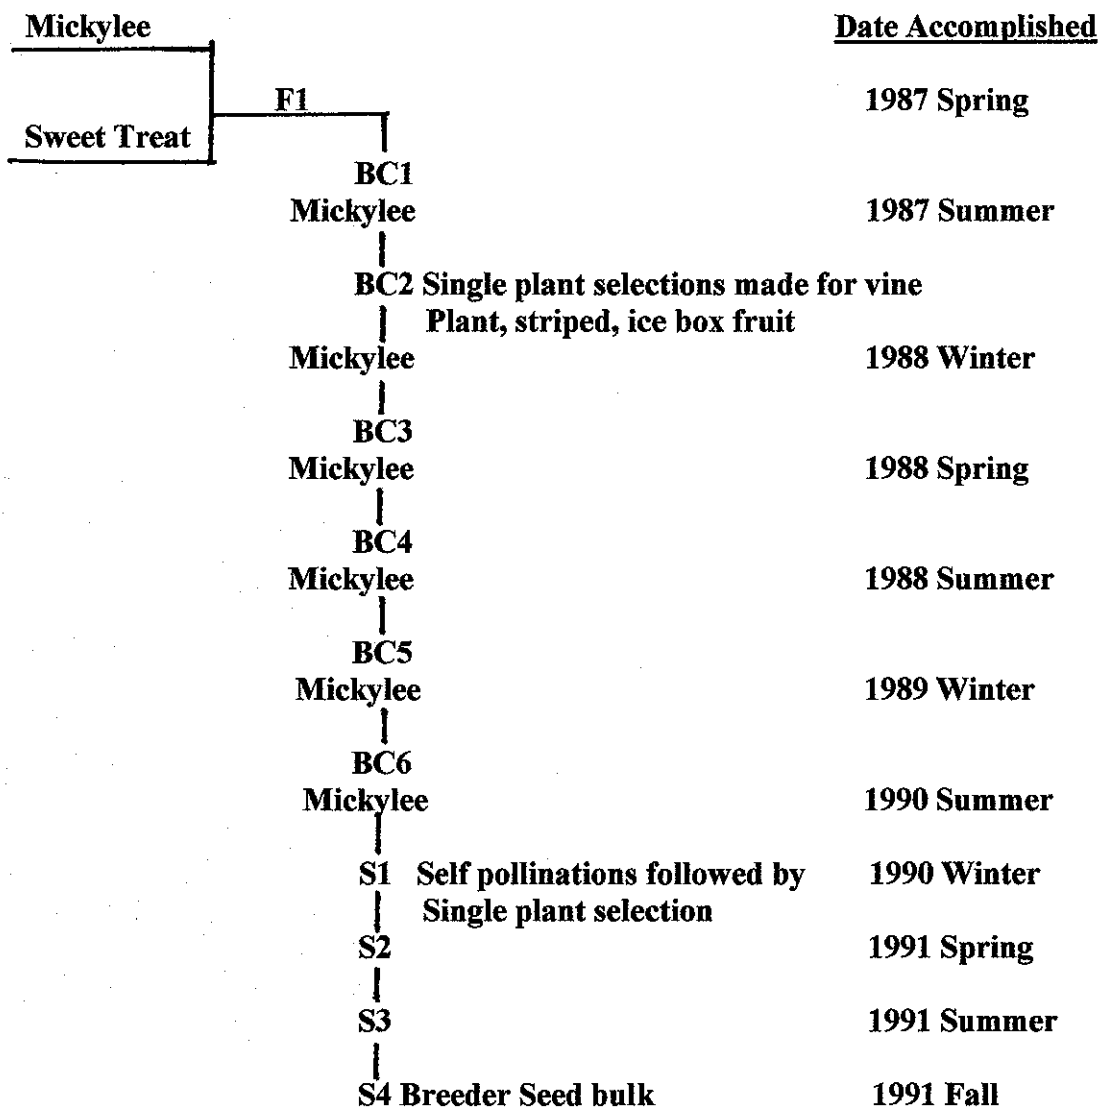 Mickylee Date Accomplished
F1 1987 Spring
Sweet Treat
BC1
Mickylee 1987 Summer
BC2 Single plant selections made for vine
Plant, striped, ice box fruit
Mickylee 1988 Winter
BC3
Mickylee 1988 Spring
BC4
Mickylee 1988 Summer
BC5
Mickylee 1989 Winter
BC6
Mickylee 1990 Summer
S1 Self pollinations followed by 1990 Winter
Single plant selection
S2 1991 Spring
S3 1991 Summer
S4 Breeder Seed bulk 1991 Fall